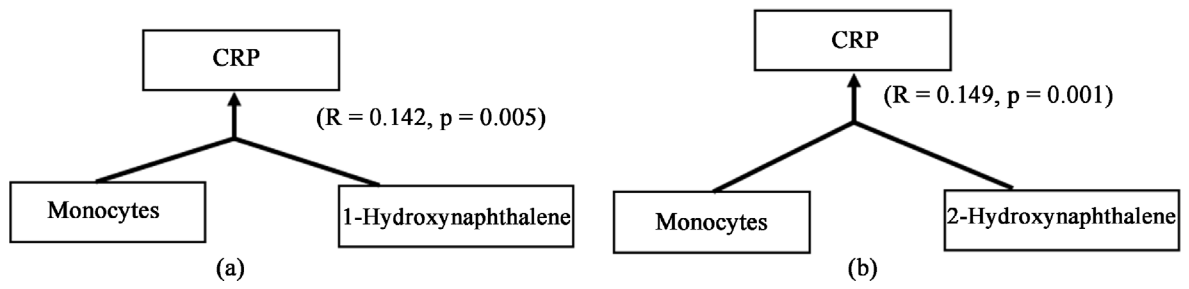 CRP
(R = 0.142, p = 0.005)
Monocytes
1-Hydroxynaphthalene
(a)
CRP
(R = 0.149, p = 0.001)
Monocytes
2-Hydroxynaphthalene
(b)